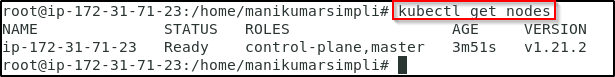 root@ip-172-31-71-23:/home/manikumarsimpli# kubectl get nodes
NAME STATUS ROLES AGE VERSION
ip-172-31-71-23 Ready control-plane,master 3m51s v1.21.2
root@ip-172-31-71-23:/home/manikumarsimpli#